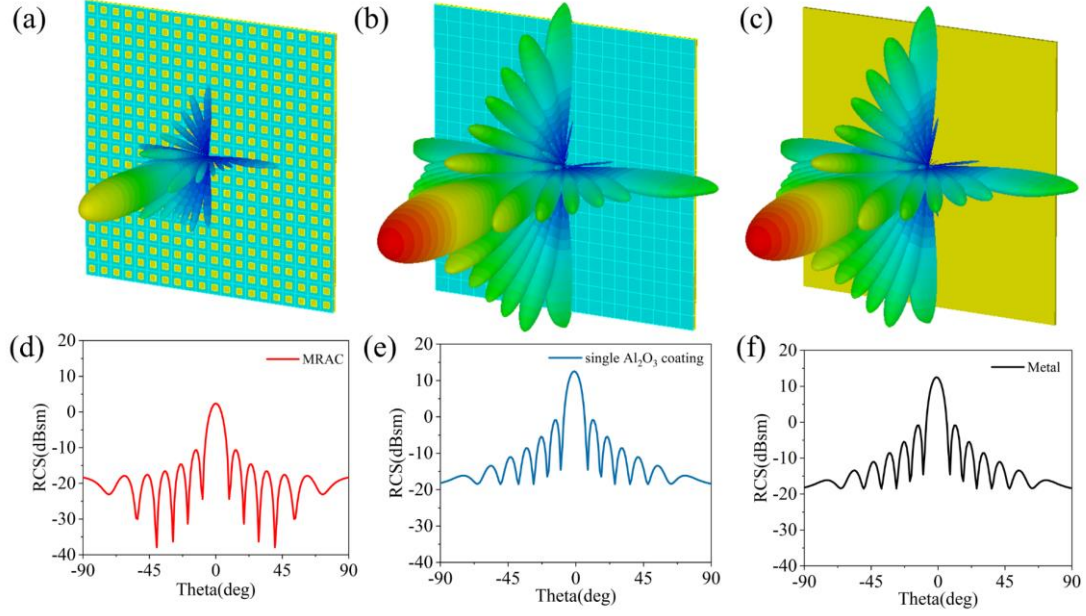 (a)
(b)
(c)
(d)
20
10
0
-10
-20
-30
-40
RCS(dBsm)
MRAC
-90
-45
0
45
90
Theta(deg)
(e)
20
10
0
-10
-20
-30
-40
RCS(dBsm)
single Al₂O₃ coating
-90
-45
0
45
90
Theta(deg)
(f)
20
10
0
-10
-20
-30
-40
RCS(dBsm)
Metal
-90
-45
0
45
90
Theta(deg)